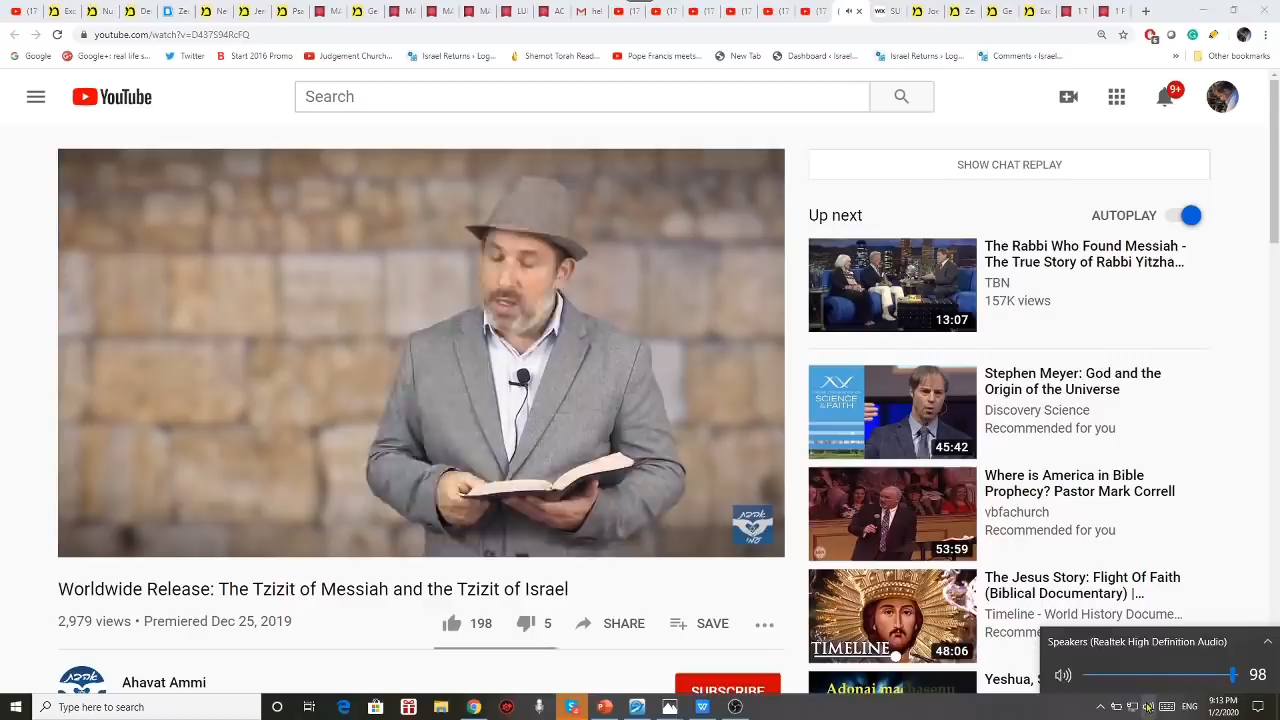 youtube.com/watch?v=D437S94RcFQ
Google
Google+: real life s...
Twitter
Start 2016 Promo
Judgement Church...
Shemot Torah Read...
Pope Francis meets...
New Tab
Dashboard ‹ Israel...
Israel Returns ‹ Log...
Comments ‹ Israel...
»
Other bookmarks
YouTube
Search
9+
SHOW CHAT REPLAY
Up next
AUTOPLAY
The Rabbi Who Found Messiah -
The True Story of Rabbi Yitzha...
TBN
157K views
13:07
SCIENCE
& FAITH
Stephen Meyer: God and the
Origin of the Universe
Discovery Science
Recommended for you
45:42
Where is America in Bible
Prophecy? Pastor Mark Correll
vbfachurch
Recommended for you
53:59
The Jesus Story: Flight Of Faith
(Biblical Documentary) |...
Timeline - World History Docume...
TIMELINE
48:06
Worldwide Release: The Tzizit of Messiah and the Tzizit of Israel
2,979 views • Premiered Dec 25, 2019
198
5
SHARE
SAVE
Ahavat Ammi
SUBSCRIBE
Speakers (Realtek High Definition Audio)
98
Type here to search
ENG
9:13 PM
1/2/2020